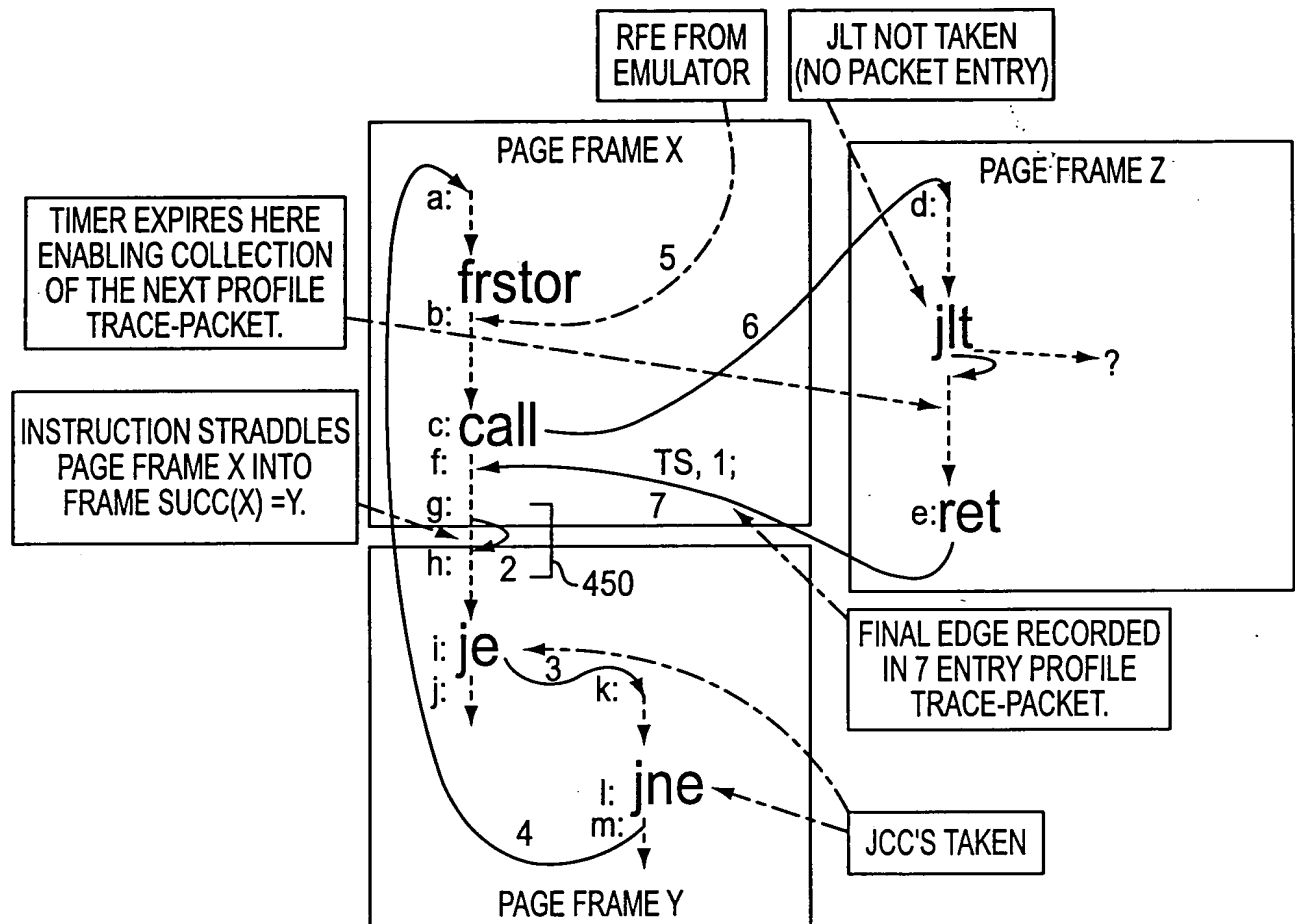 RFE FROM
EMULATOR
JLT NOT TAKEN
(NO PACKET ENTRY)
PAGE FRAME X
PAGE FRAME Z
TIMER EXPIRES HERE
ENABLING COLLECTION
OF THE NEXT PROFILE
TRACE-PACKET.
a:
frstor
b:
5
6
d:
jlt
?
INSTRUCTION STRADDLES
PAGE FRAME X INTO
FRAME SUCC(X) =Y.
c: call
f:
TS, 1;
7
g:
h:
2
450
e: ret
i: je
j:
3
k:
FINAL EDGE RECORDED
IN 7 ENTRY PROFILE
TRACE-PACKET.
l: jne
m:
4
JCC'S TAKEN
PAGE FRAME Y